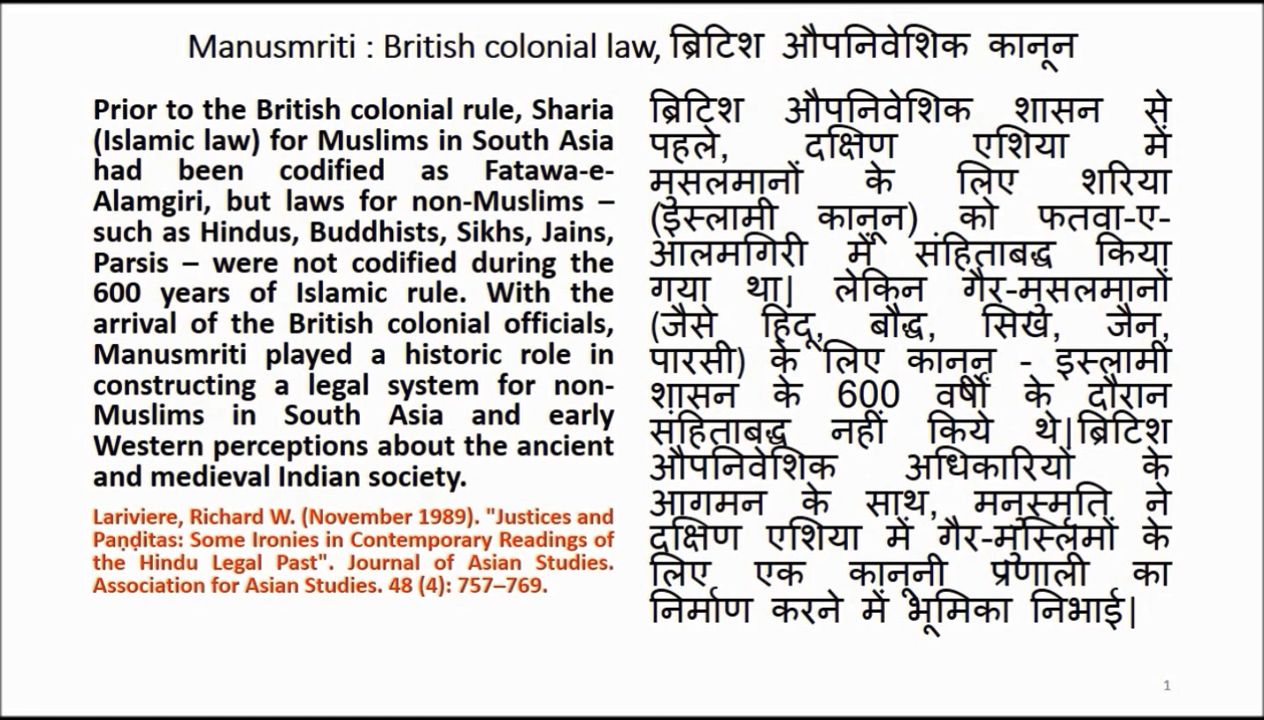 Manusmriti : British colonial law, ब्रिटिश औपनिवेशिक कानून
Prior to the British colonial rule, Sharia
(Islamic law) for Muslims in South Asia
had been codified as Fatawa-e-
Alamgiri, but laws for non-Muslims –
such as Hindus, Buddhists, Sikhs, Jains,
Parsis – were not codified during the
600 years of Islamic rule. With the
arrival of the British colonial officials,
Manusmriti played a historic role in
constructing a legal system for non-
Muslims in South Asia and early
Western perceptions about the ancient
and medieval Indian society.
Lariviere, Richard W. (November 1989). "Justices and
Paṇḍitas: Some Ironies in Contemporary Readings of
the Hindu Legal Past". Journal of Asian Studies.
Association for Asian Studies. 48 (4): 757–769.
ब्रिटिश औपनिवेशिक शासन से
पहले, दक्षिण एशिया में
मुसलमानों के लिए शरिया
(इस्लामी कानून) को फतवा-ए-
आलमगिरी में संहिताबद्ध किया
गया था| लेकिन गैर-मुसलमानों
(जैसे हिंदू, बौद्ध, सिख, जैन,
पारसी) के लिए कानून - इस्लामी
शासन के 600 वर्षों के दौरान
संहिताबद्ध नहीं किये थे|ब्रिटिश
औपनिवेशिक अधिकारियों के
आगमन के साथ, मनुस्मृति ने
दक्षिण एशिया में गैर-मुस्लिमों के
लिए एक कानूनी प्रणाली का
निर्माण करने में भूमिका निभाई|
1